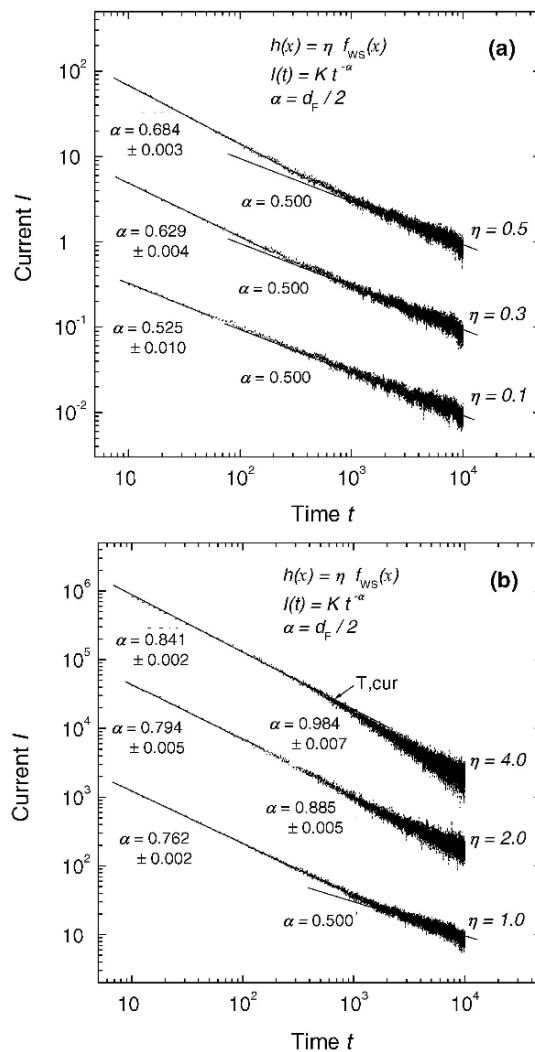 (a)
h(x) = η f_WS(x)
I(t) = K t^-α
α = d_F / 2
10^2
10
1
10^-1
10^-2
Current I
α = 0.684
± 0.003
α = 0.500
η = 0.5
α = 0.629
± 0.004
α = 0.500
η = 0.3
α = 0.525
± 0.010
α = 0.500
η = 0.1
10
10^2
10^3
10^4
Time t
(b)
h(x) = η f_WS(x)
I(t) = K t^-α
α = d_F / 2
10^6
10^5
10^4
10^3
10^2
10
Current I
α = 0.841
± 0.002
T,cur
α = 0.984
± 0.007
η = 4.0
α = 0.794
± 0.005
α = 0.885
± 0.005
η = 2.0
α = 0.762
± 0.002
α = 0.500
η = 1.0
10
10^2
10^3
10^4
Time t